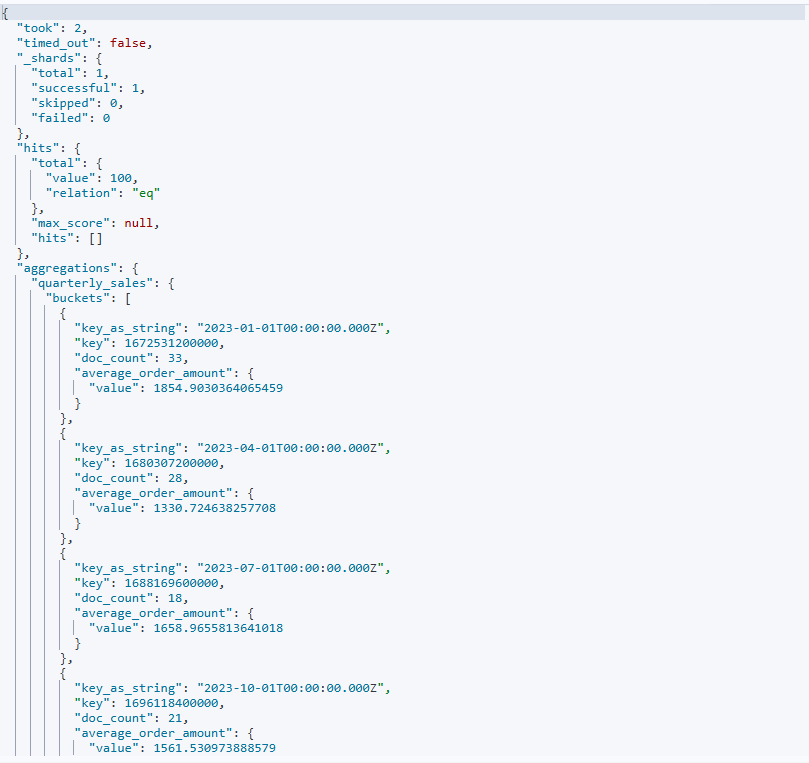 {
  "took": 2,
  "timed_out": false,
  "_shards": {
    "total": 1,
    "successful": 1,
    "skipped": 0,
    "failed": 0
  },
  "hits": {
    "total": {
      "value": 100,
      "relation": "eq"
    },
    "max_score": null,
    "hits": []
  },
  "aggregations": {
    "quarterly_sales": {
      "buckets": [
        {
          "key_as_string": "2023-01-01T00:00:00.000Z",
          "key": 1672531200000,
          "doc_count": 33,
          "average_order_amount": {
            "value": 1854.9030364065459
          }
        },
        {
          "key_as_string": "2023-04-01T00:00:00.000Z",
          "key": 1680307200000,
          "doc_count": 28,
          "average_order_amount": {
            "value": 1330.724638257708
          }
        },
        {
          "key_as_string": "2023-07-01T00:00:00.000Z",
          "key": 1688169600000,
          "doc_count": 18,
          "average_order_amount": {
            "value": 1658.9655813641018
          }
        },
        {
          "key_as_string": "2023-10-01T00:00:00.000Z",
          "key": 1696118400000,
          "doc_count": 21,
          "average_order_amount": {
            "value": 1561.530973888579